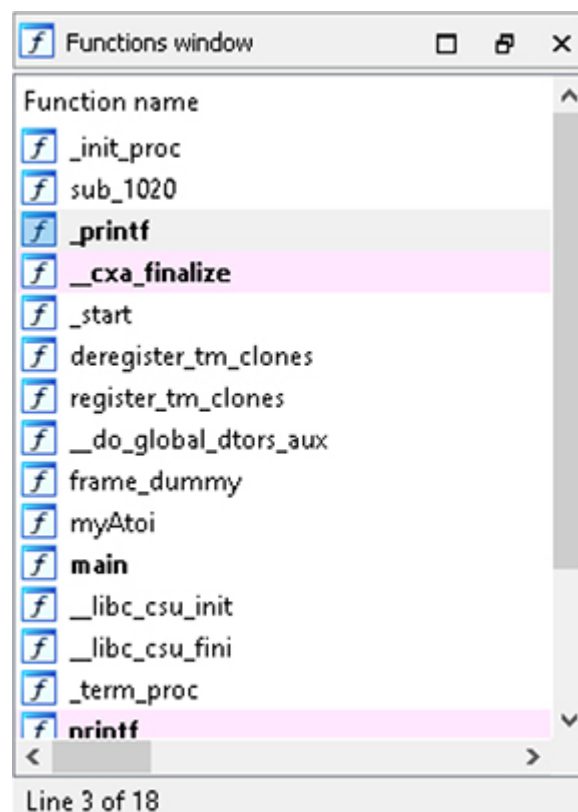 Functions window
Function name
_init_proc
sub_1020
_printf
__cxa_finalize
_start
deregister_tm_clones
register_tm_clones
__do_global_dtors_aux
frame_dummy
myAtoi
main
__libc_csu_init
__libc_csu_fini
_term_proc
printf
Line 3 of 18